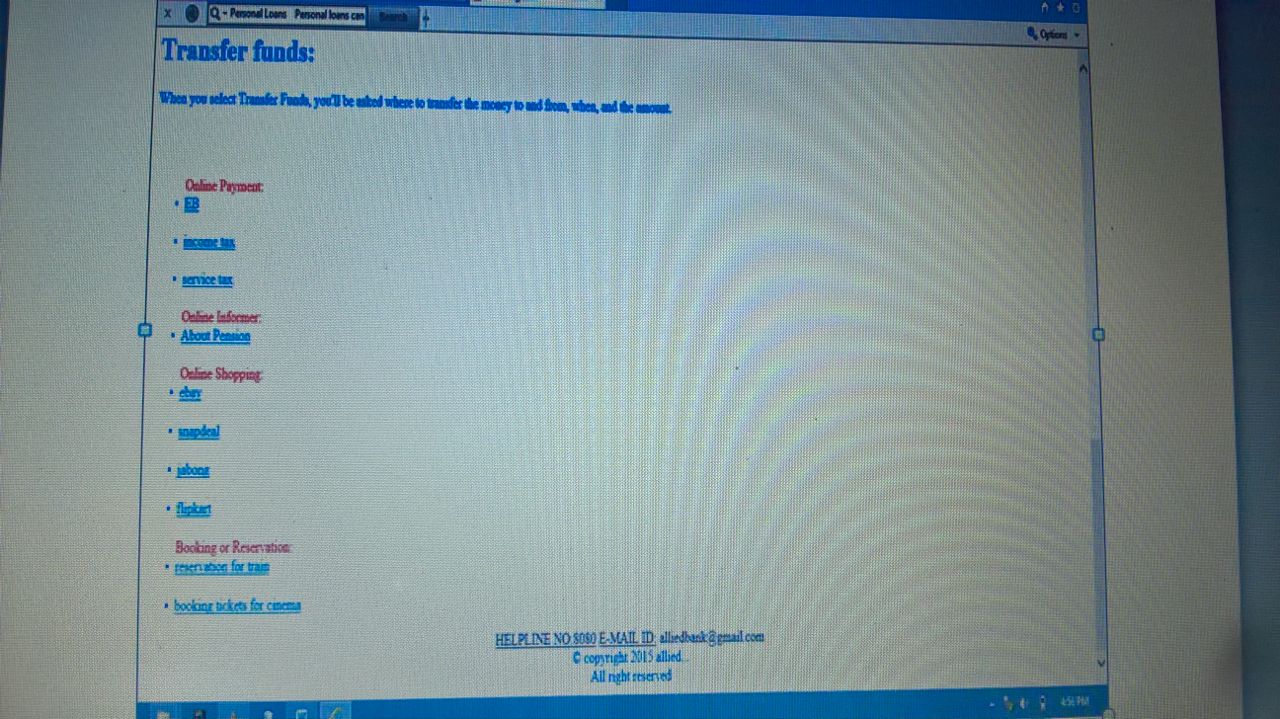 x
Personal Loans Personal loans can
Search
Options
Transfer funds:
When you select Transfer Funds, you'll be asked where to transfer the money to and from, when, and the amount.
Online Payment:
EB
income tax
service tax
Online Informer:
About Pension
Online Shopping:
ebay
snapdeal
jabong
flipkart
Booking or Reservation:
reservation for train
booking tickets for cinema
HELPLINE NO 8080 E-MAIL ID: alliedbank@gmail.com
© copyright 2015 allied...
All right reserved
4:56 PM